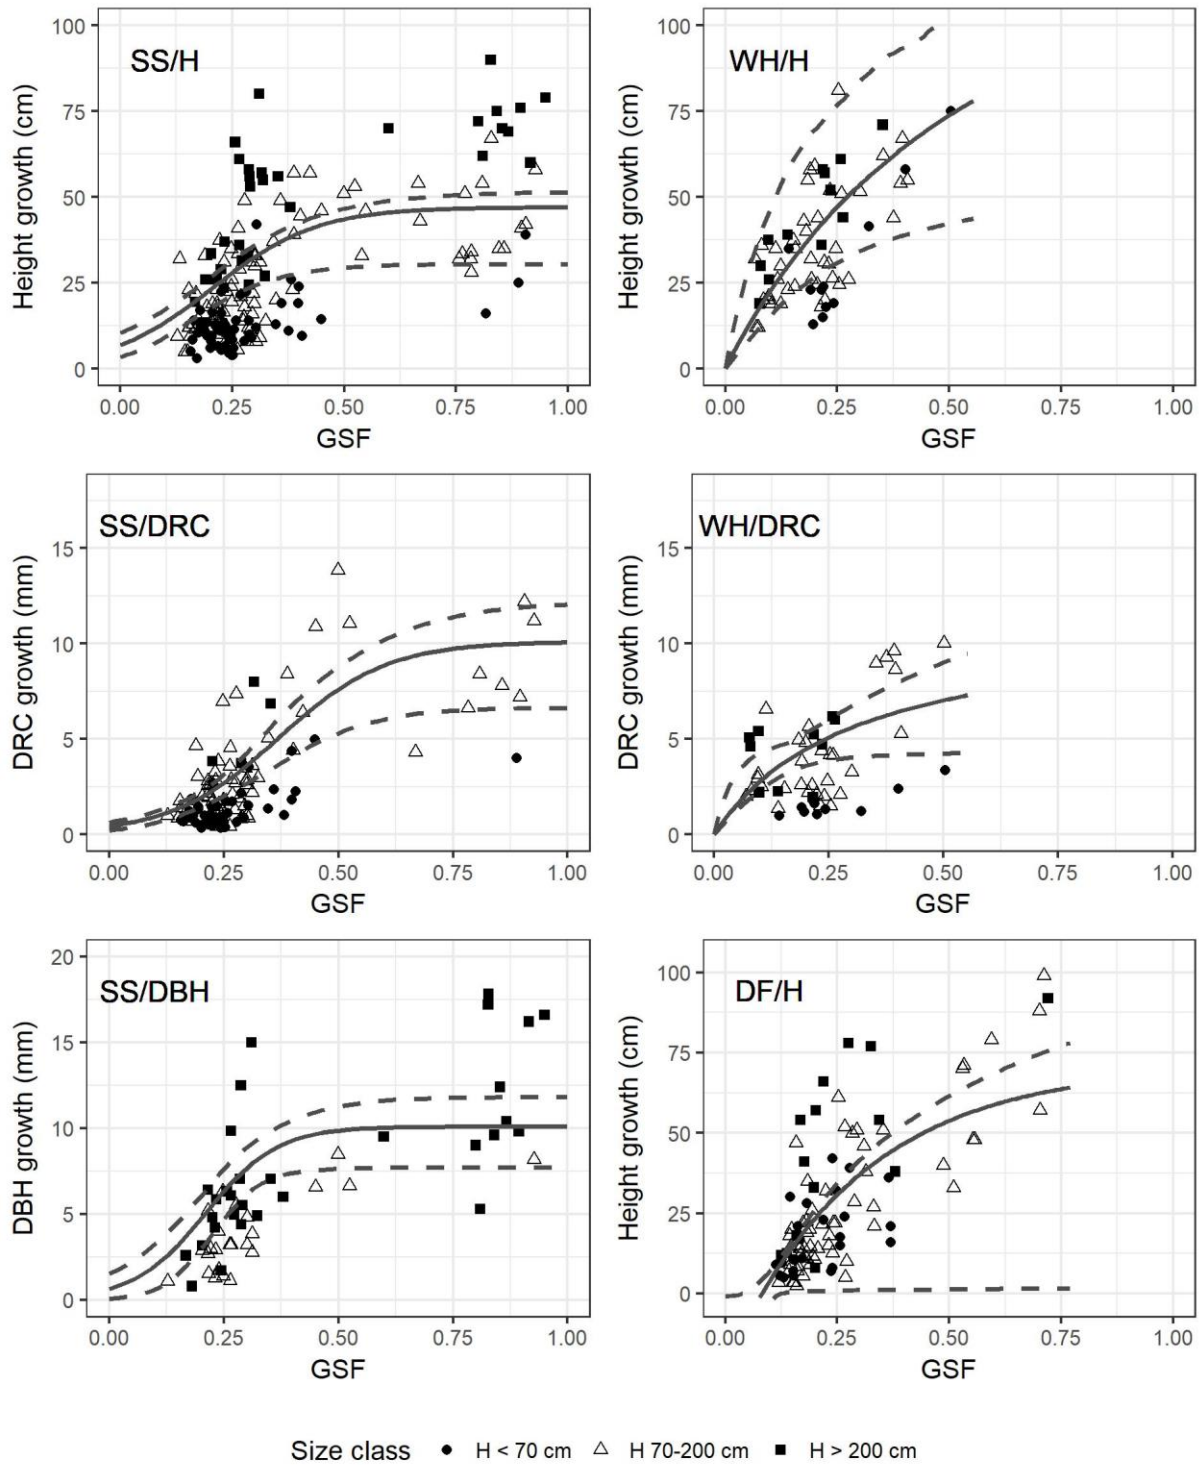 SS/H
Height growth (cm)
100
75
50
25
0
0.00 0.25 0.50 0.75 1.00
GSF
WH/H
Height growth (cm)
100
75
50
25
0
0.00 0.25 0.50 0.75 1.00
GSF
SS/DRC
DRC growth (mm)
15
10
5
0
0.00 0.25 0.50 0.75 1.00
GSF
WH/DRC
DRC growth (mm)
15
10
5
0
0.00 0.25 0.50 0.75 1.00
GSF
SS/DBH
DBH growth (mm)
20
15
10
5
0
0.00 0.25 0.50 0.75 1.00
GSF
DF/H
Height growth (cm)
100
75
50
25
0
0.00 0.25 0.50 0.75 1.00
GSF
Size class H < 70 cm H 70-200 cm H > 200 cm